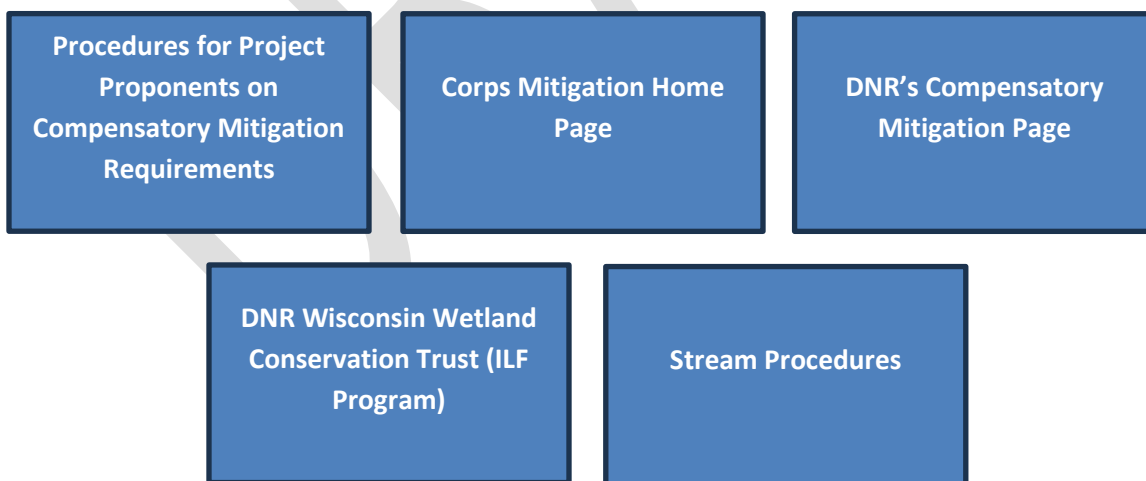 Procedures for Project
Proponents on
Compensatory Mitigation
Requirements
Corps Mitigation Home
Page
DNR's Compensatory
Mitigation Page
DNR Wisconsin Wetland
Conservation Trust (ILF
Program)
Stream Procedures